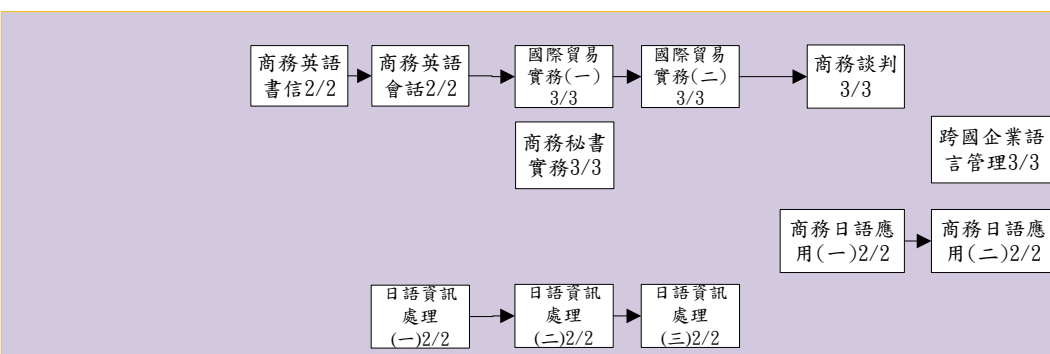 商務英語
書信2/2
商務英語
會話2/2
國際貿易
實務(一)
3/3
國際貿易
實務(二)
3/3
商務談判
3/3
商務秘書
實務3/3
跨國企業語
言管理3/3
商務日語應
用(一)2/2
商務日語應
用(二)2/2
日語資訊
處理
(一)2/2
日語資訊
處理
(二)2/2
日語資訊
處理
(三)2/2